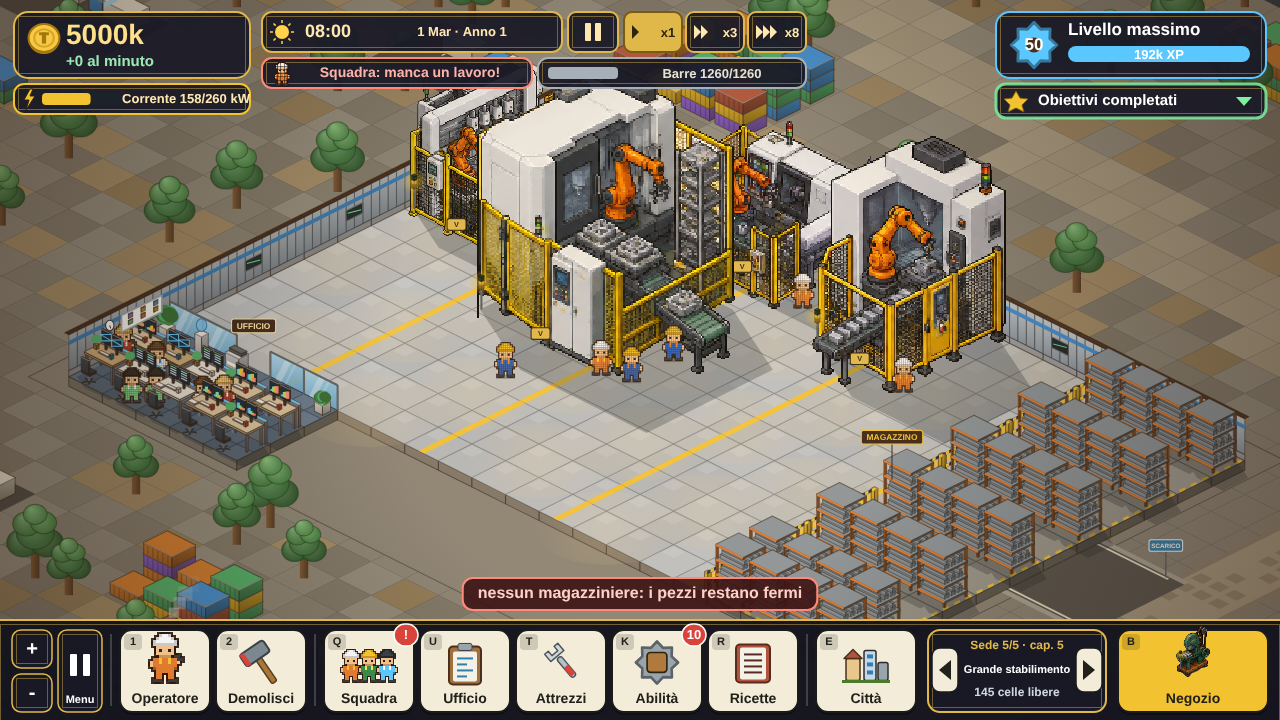 5000k
+0 al minuto
Corrente 158/260 kW
08:00
1 Mar · Anno 1
x1
x3
x8
Squadra: manca un lavoro!
Barre 1260/1260
50
Livello massimo
192k XP
Obiettivi completati
UFFICIO
V
V
V
V
MAGAZZINO
SCARICO
nessun magazziniere: i pezzi restano fermi
+
-
Menu
1
Operatore
2
Demolisci
Q
!
Squadra
U
Ufficio
T
Attrezzi
K
10
Abilità
R
Ricette
E
Città
Sede 5/5 · cap. 5
Grande stabilimento
145 celle libere
B
Negozio